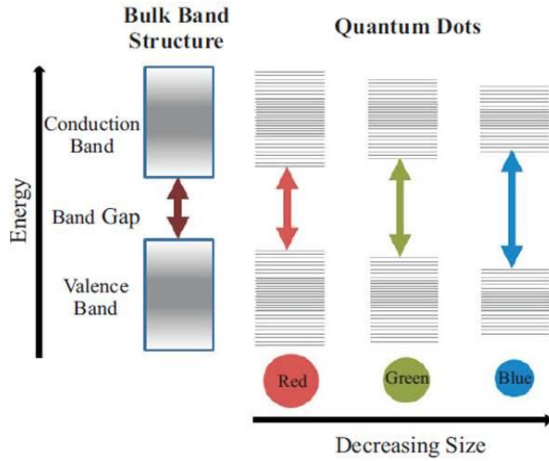 Bulk Band
Structure
Quantum Dots
Energy
Conduction
Band
Band Gap
Valence
Band
Red
Green
Blue
Decreasing Size